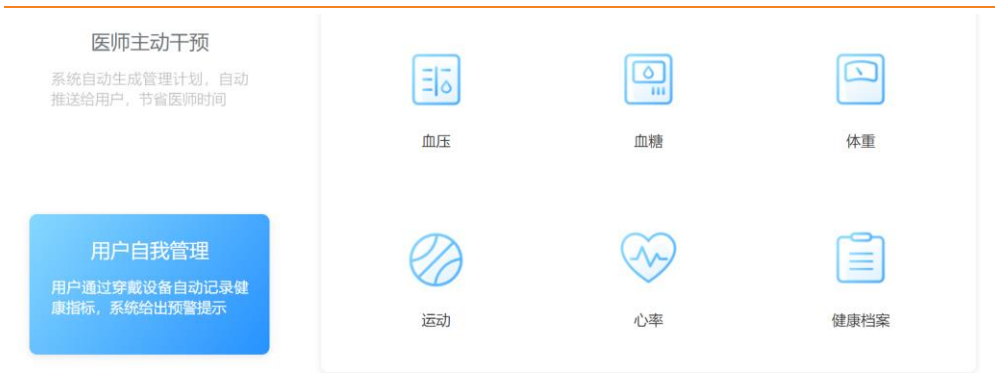 医师主动干预
系统自动生成管理计划，自动
推送给用户，节省医师时间
用户自我管理
用户通过穿戴设备自动记录健
康指标，系统给出预警提示
血压
血糖
体重
运动
心率
健康档案